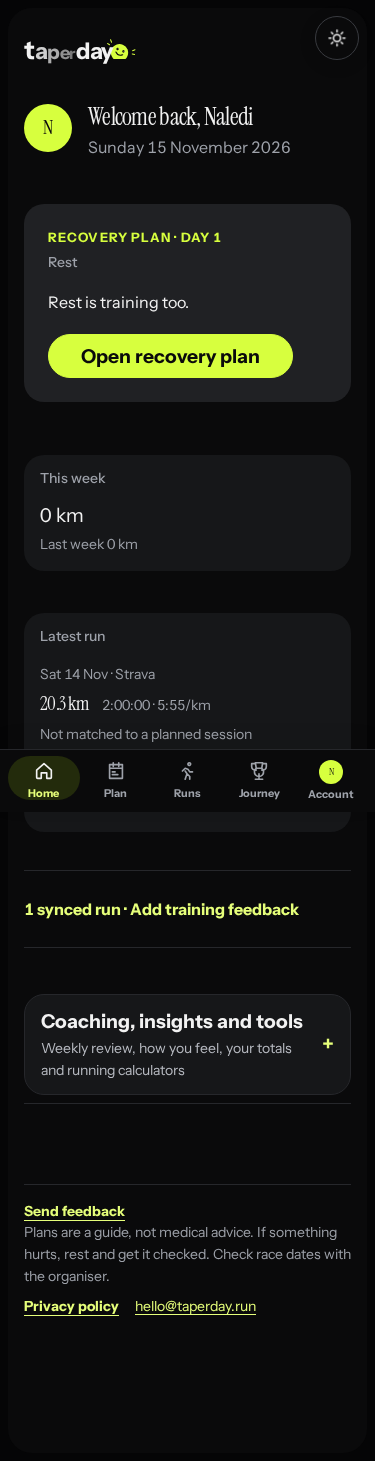 taperday
N
Welcome back, Naledi
Sunday 15 November 2026
RECOVERY PLAN · DAY 1
Rest
Rest is training too.
Open recovery plan
This week
0 km
Last week 0 km
Latest run
Sat 14 Nov · Strava
20.3 km 2:00:00 · 5:55/km
Not matched to a planned session
Home
Plan
Runs
Journey
N
Account
1 synced run · Add training feedback
Coaching, insights and tools
Weekly review, how you feel, your totals
and running calculators
+
Send feedback
Plans are a guide, not medical advice. If something
hurts, rest and get it checked. Check race dates with
the organiser.
Privacy policy hello@taperday.run